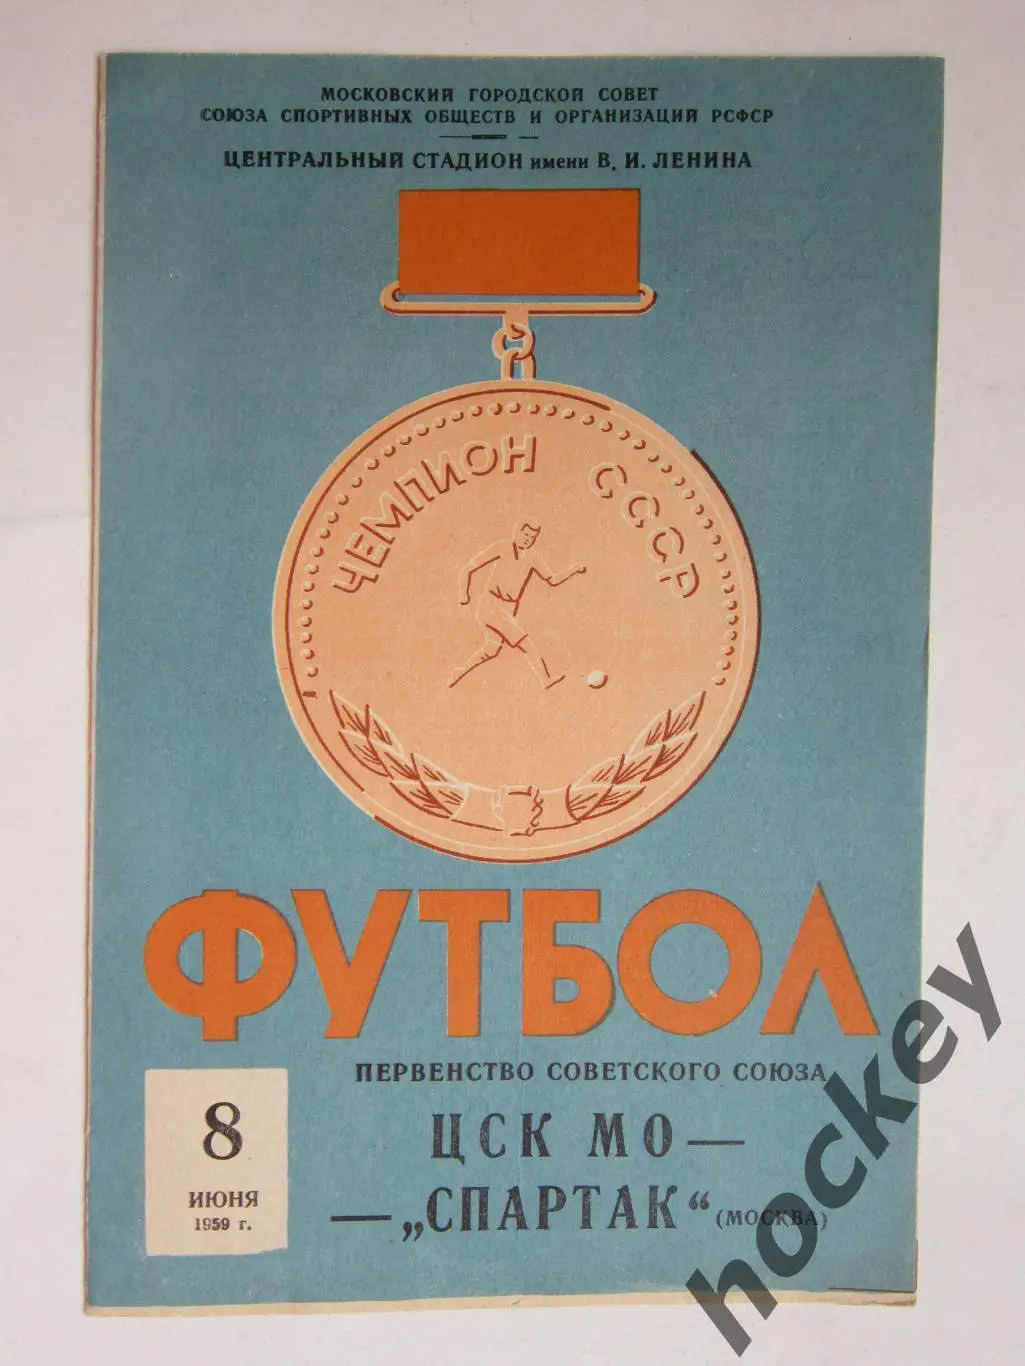 МОСКОВСКИЙ ГОРОДСКОЙ СОВЕТ
СОЮЗА СПОРТИВНЫХ ОБЩЕСТВ И ОРГАНИЗАЦИЙ РСФСР
ЦЕНТРАЛЬНЫЙ СТАДИОН имени В. И. ЛЕНИНА
ЧЕМПИОН СССР
ФУТБОЛ
ПЕРВЕНСТВО СОВЕТСКОГО СОЮЗА
8
ИЮНЯ
1959 г.
ЦСК МО —
— „СПАРТАК“ (МОСКВА)
hockey